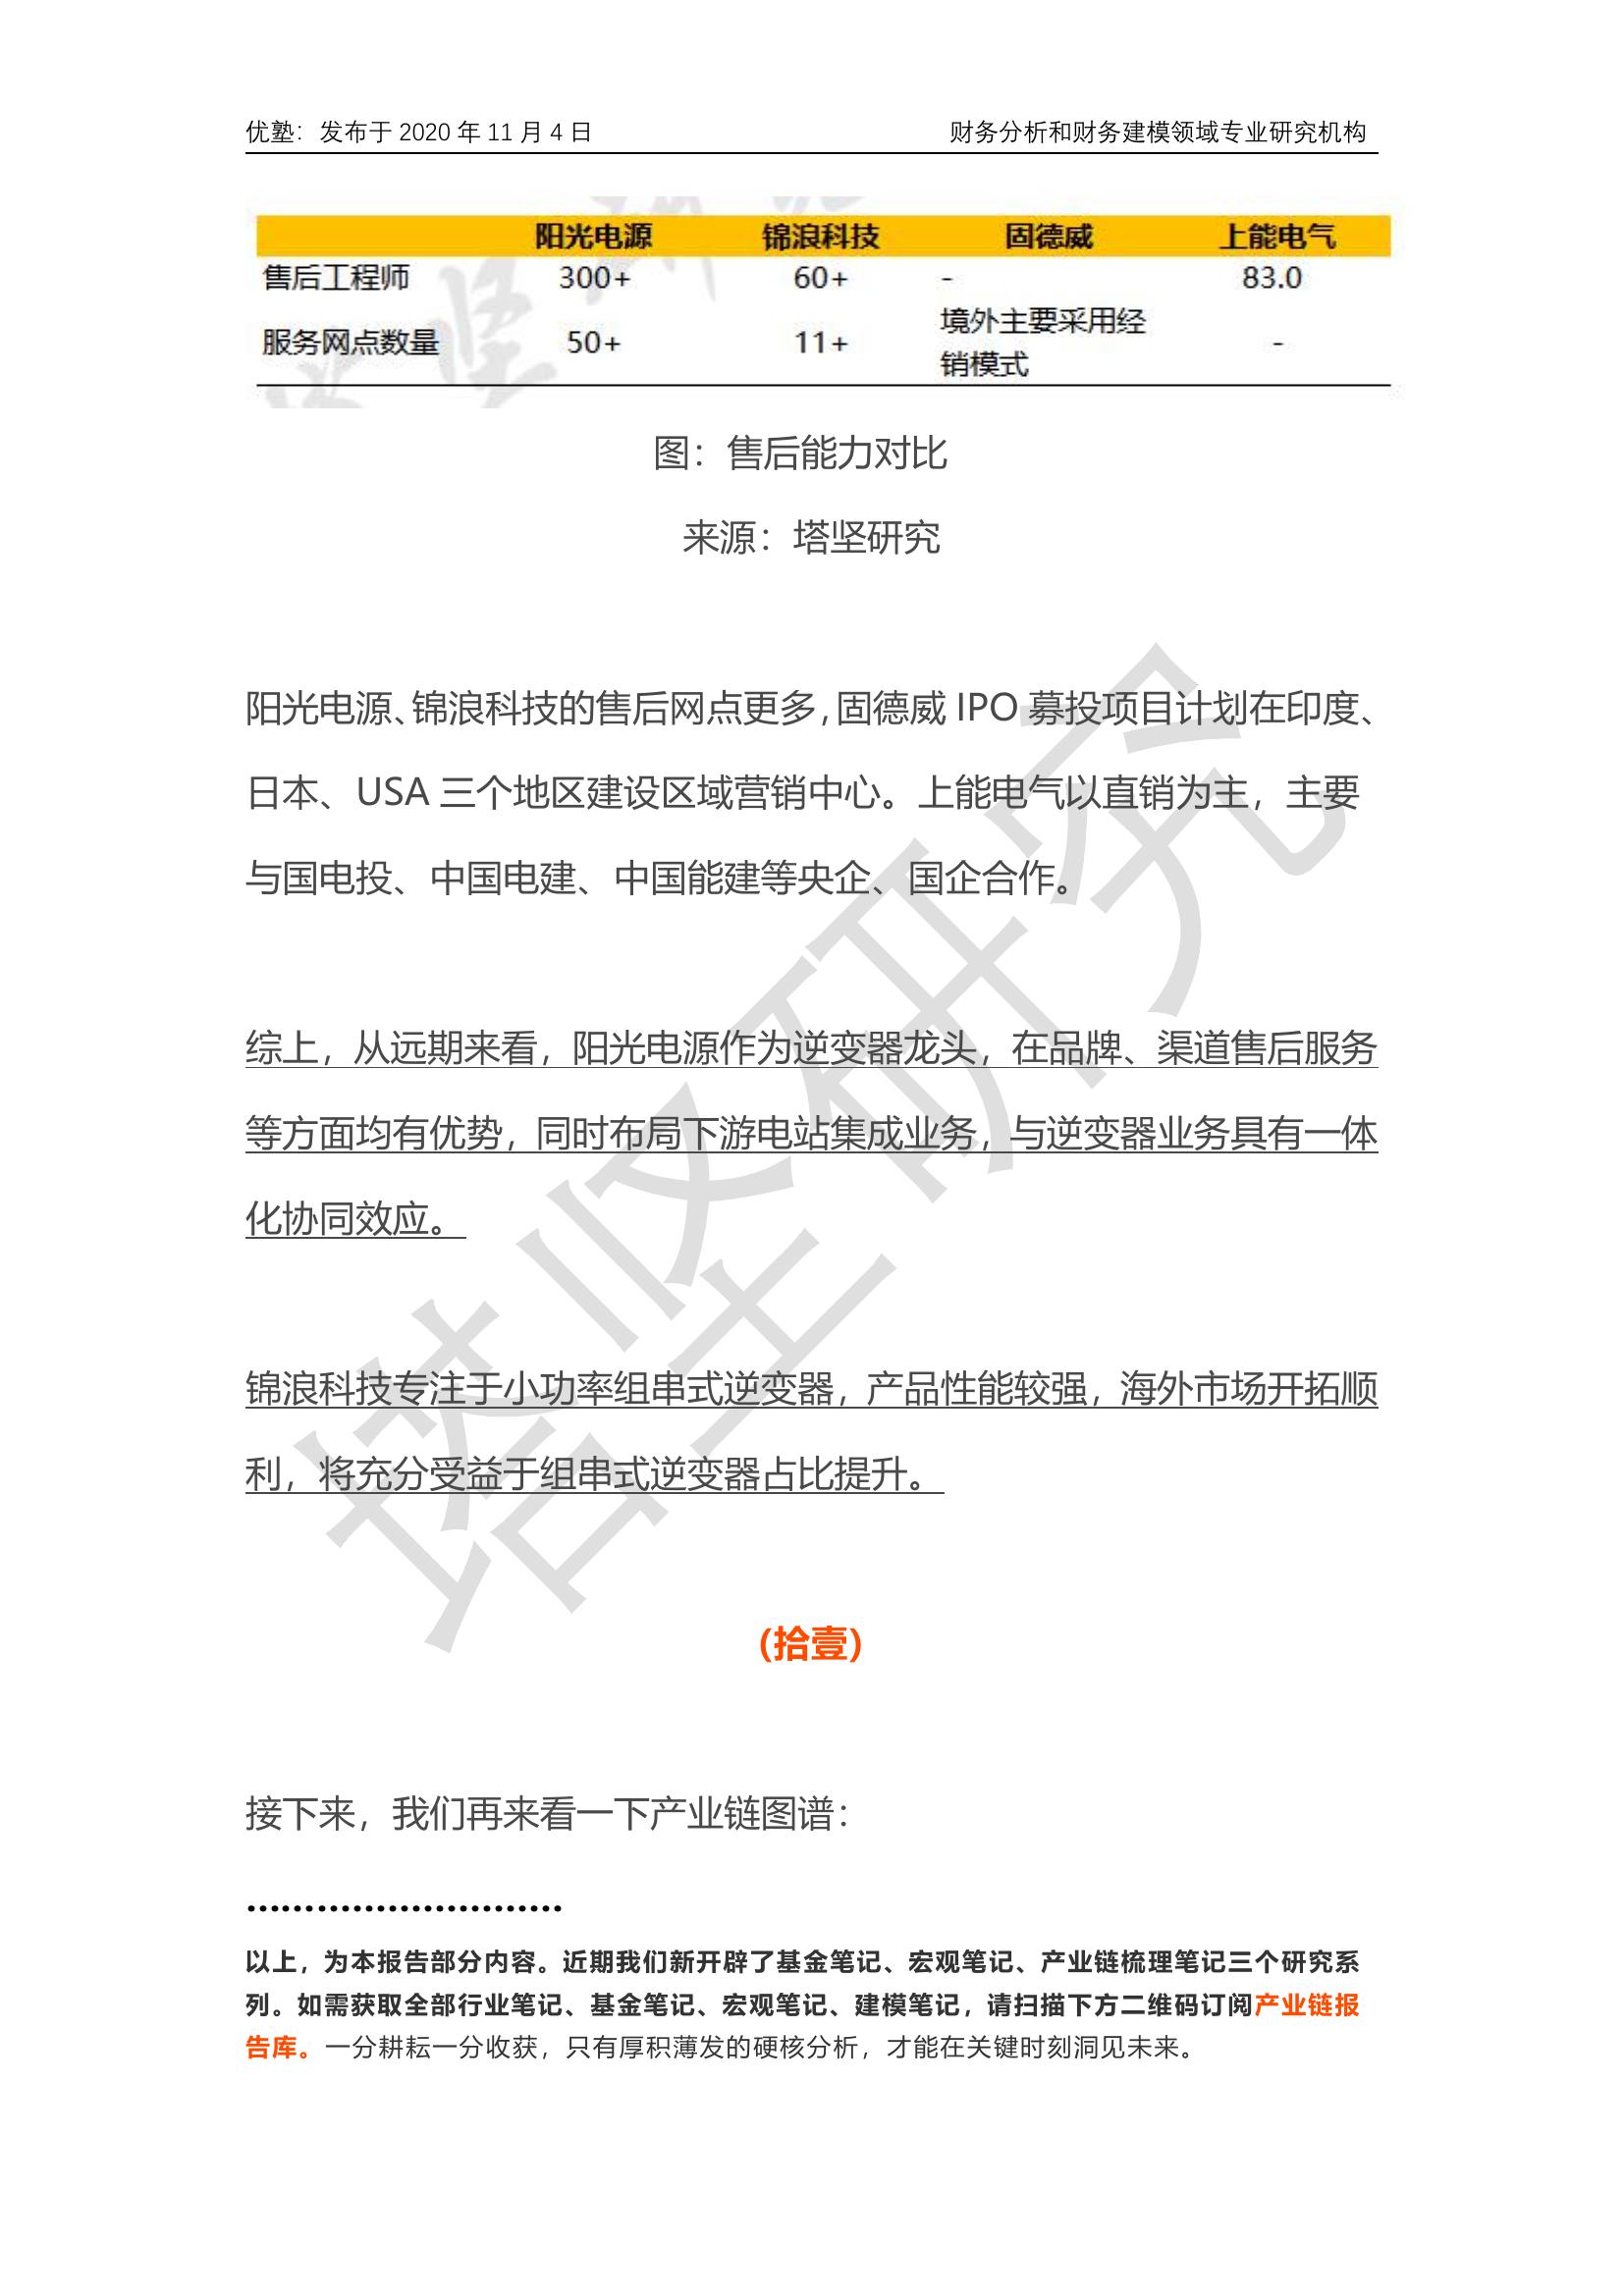 优塾：发布于 2020 年 11 月 4 日 财务分析和财务建模领域专业研究机构
阳光电源 锦浪科技 固德威 上能电气
售后工程师 300+ 60+ - 83.0
服务网点数量 50+ 11+ 境外主要采用经销模式 -
图：售后能力对比
来源：塔坚研究
阳光电源、锦浪科技的售后网点更多，固德威 IPO 募投项目计划在印度、
日本、USA 三个地区建设区域营销中心。上能电气以直销为主，主要
与国电投、中国电建、中国能建等央企、国企合作。
综上，从远期来看，阳光电源作为逆变器龙头，在品牌、渠道售后服务
等方面均有优势，同时布局下游电站集成业务，与逆变器业务具有一体
化协同效应。
锦浪科技专注于小功率组串式逆变器，产品性能较强，海外市场开拓顺
利，将充分受益于组串式逆变器占比提升。
(拾壹)
接下来，我们再来看一下产业链图谱：
………………………
以上，为本报告部分内容。近期我们新开辟了基金笔记、宏观笔记、产业链梳理笔记三个研究系
列。如需获取全部行业笔记、基金笔记、宏观笔记、建模笔记，请扫描下方二维码订阅产业链报
告库。一分耕耘一分收获，只有厚积薄发的硬核分析，才能在关键时刻洞见未来。
塔坚研究